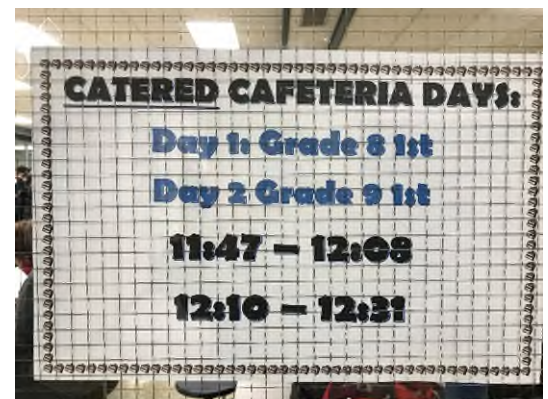 CATERED CAFETERIA DAYS:
Day 1: Grade 8 1st
Day 2 Grade 9 1st
11:47 – 12:08
12:10 – 12:31